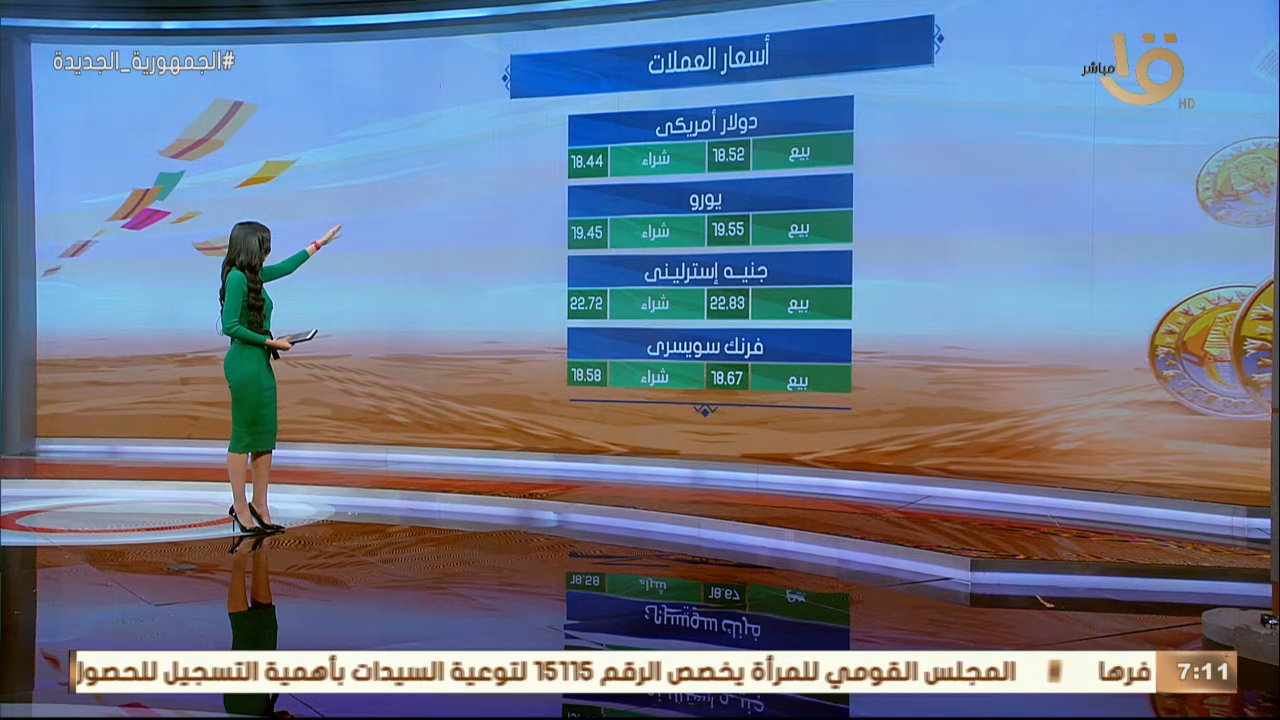 #الجمهورية_الجديدة
مباشر
HD
أسعار العملات
دولار أمريكى
بيع 18.52 شراء 18.44
يورو
بيع 19.55 شراء 19.45
جنيه إسترلينى
بيع 22.83 شراء 22.72
فرنك سويسرى
بيع 18.67 شراء 18.58
7:11 فرها المجلس القومي للمرأة يخصص الرقم 15115 لتوعية السيدات بأهمية التسجيل للحصول